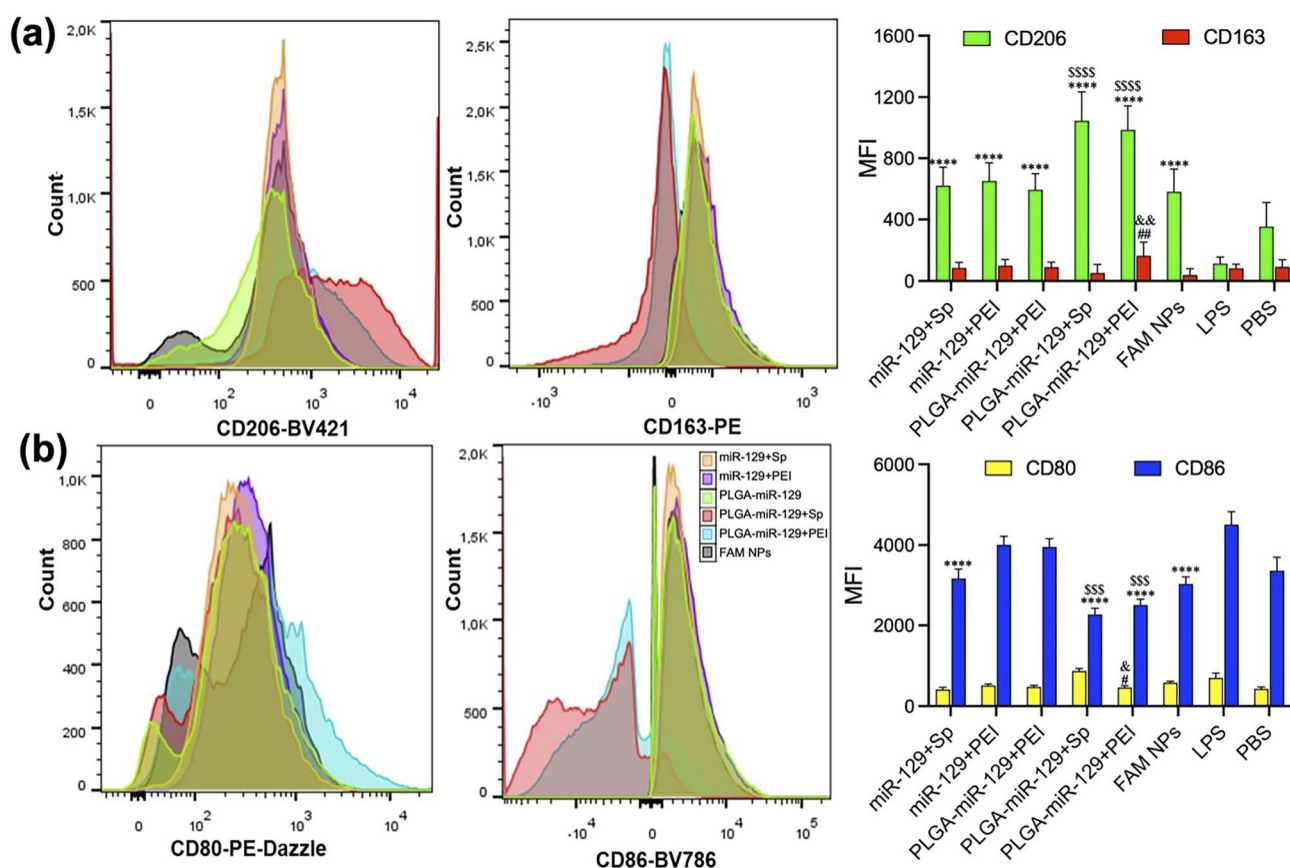 (a)
2.0K
1.5K
1.0K
500
0
Count
0
10²
10³
10⁴
CD206-BV421
2.5K
2.0K
1.5K
1.0K
500
0
Count
-10³
0
10³
CD163-PE
CD206
CD163
1600
1200
800
400
0
MFI
****
****
****
$$$$
****
$$$$
****
&&
##
****
miR-129+Sp
miR-129+PEI
PLGA-miR-129+PEI
PLGA-miR-129+Sp
PLGA-miR-129+PEI
FAM NPs
LPS
PBS
(b)
1,0K
800
600
400
200
0
Count
0
10²
10³
10⁴
CD80-PE-Dazzle
2.0K
1.5K
1.0K
500
0
Count
-10⁴
0
10⁴
10⁵
CD86-BV786
miR-129+Sp
miR-129+PEI
PLGA-miR-129
PLGA-miR-129+Sp
PLGA-miR-129+PEI
FAM NPs
CD80
CD86
6000
4000
2000
0
MFI
****
$$$
****
$$$
****
&
#
****
miR-129+Sp
miR-129+PEI
PLGA-miR-129+PEI
PLGA-miR-129+Sp
PLGA-miR-129+PEI
FAM NPs
LPS
PBS